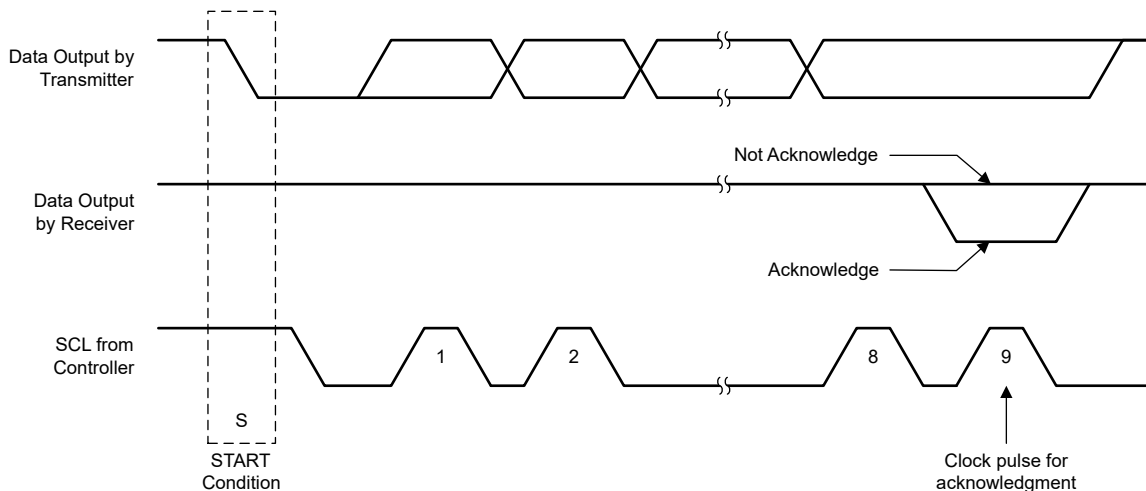 Data Output by
Transmitter
Not Acknowledge
Data Output
by Receiver
Acknowledge
SCL from
Controller
1
2
8
9
S
START
Condition
Clock pulse for
acknowledgment